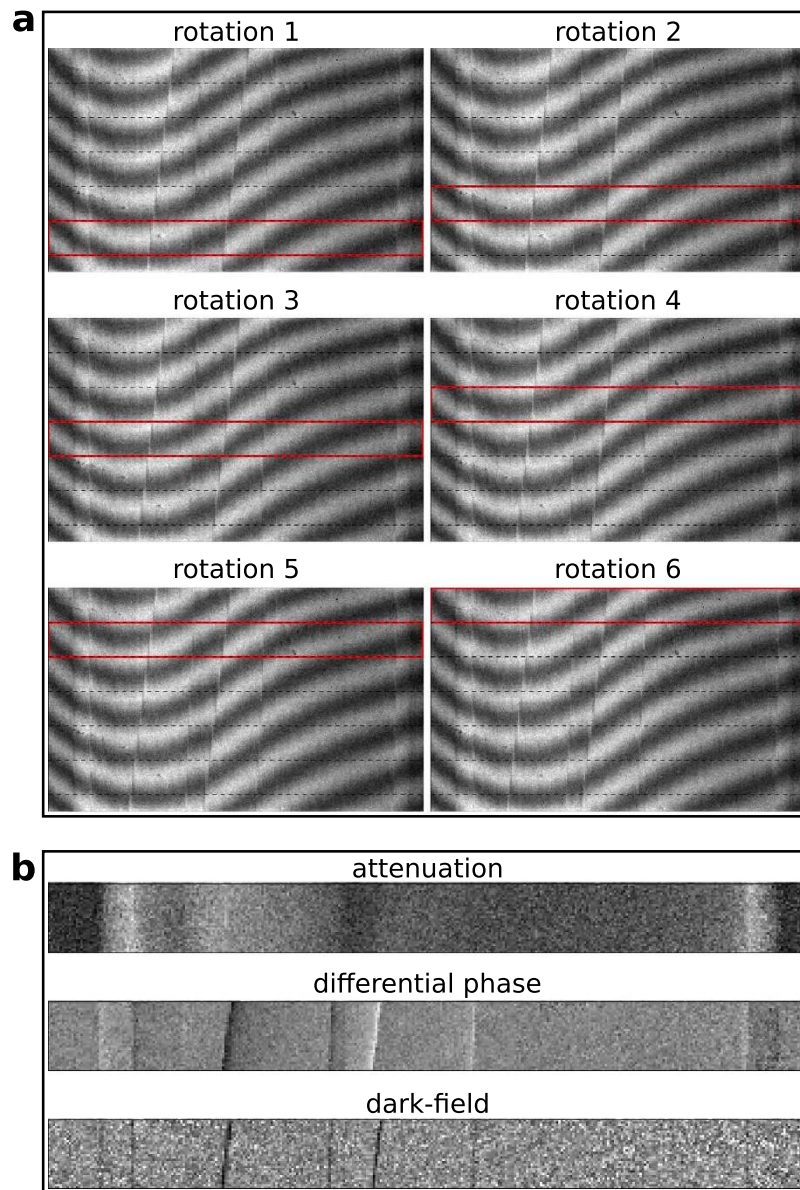 a
rotation 1
rotation 2
rotation 3
rotation 4
rotation 5
rotation 6
b
attenuation
differential phase
dark-field